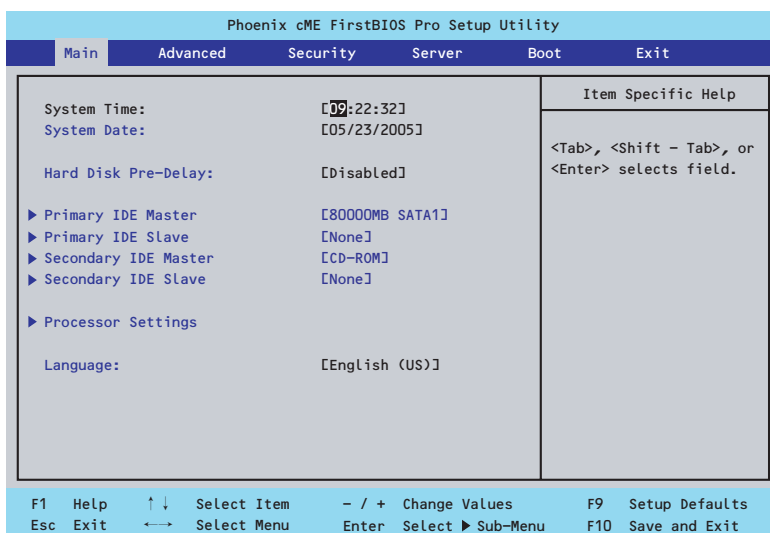 Phoenix cME FirstBIOS Pro Setup Utility
Main Advanced Security Server Boot Exit
Item Specific Help
System Time: [09:22:32]
System Date: [05/23/2005]
<Tab>, <Shift - Tab>, or
<Enter> selects field.
Hard Disk Pre-Delay: [Disabled]
▶ Primary IDE Master [80000MB SATA1]
▶ Primary IDE Slave [None]
▶ Secondary IDE Master [CD-ROM]
▶ Secondary IDE Slave [None]
▶ Processor Settings
Language: [English (US)]
F1 Help ↑↓ Select Item - / + Change Values F9 Setup Defaults
Esc Exit ←→ Select Menu Enter Select ▶ Sub-Menu F10 Save and Exit